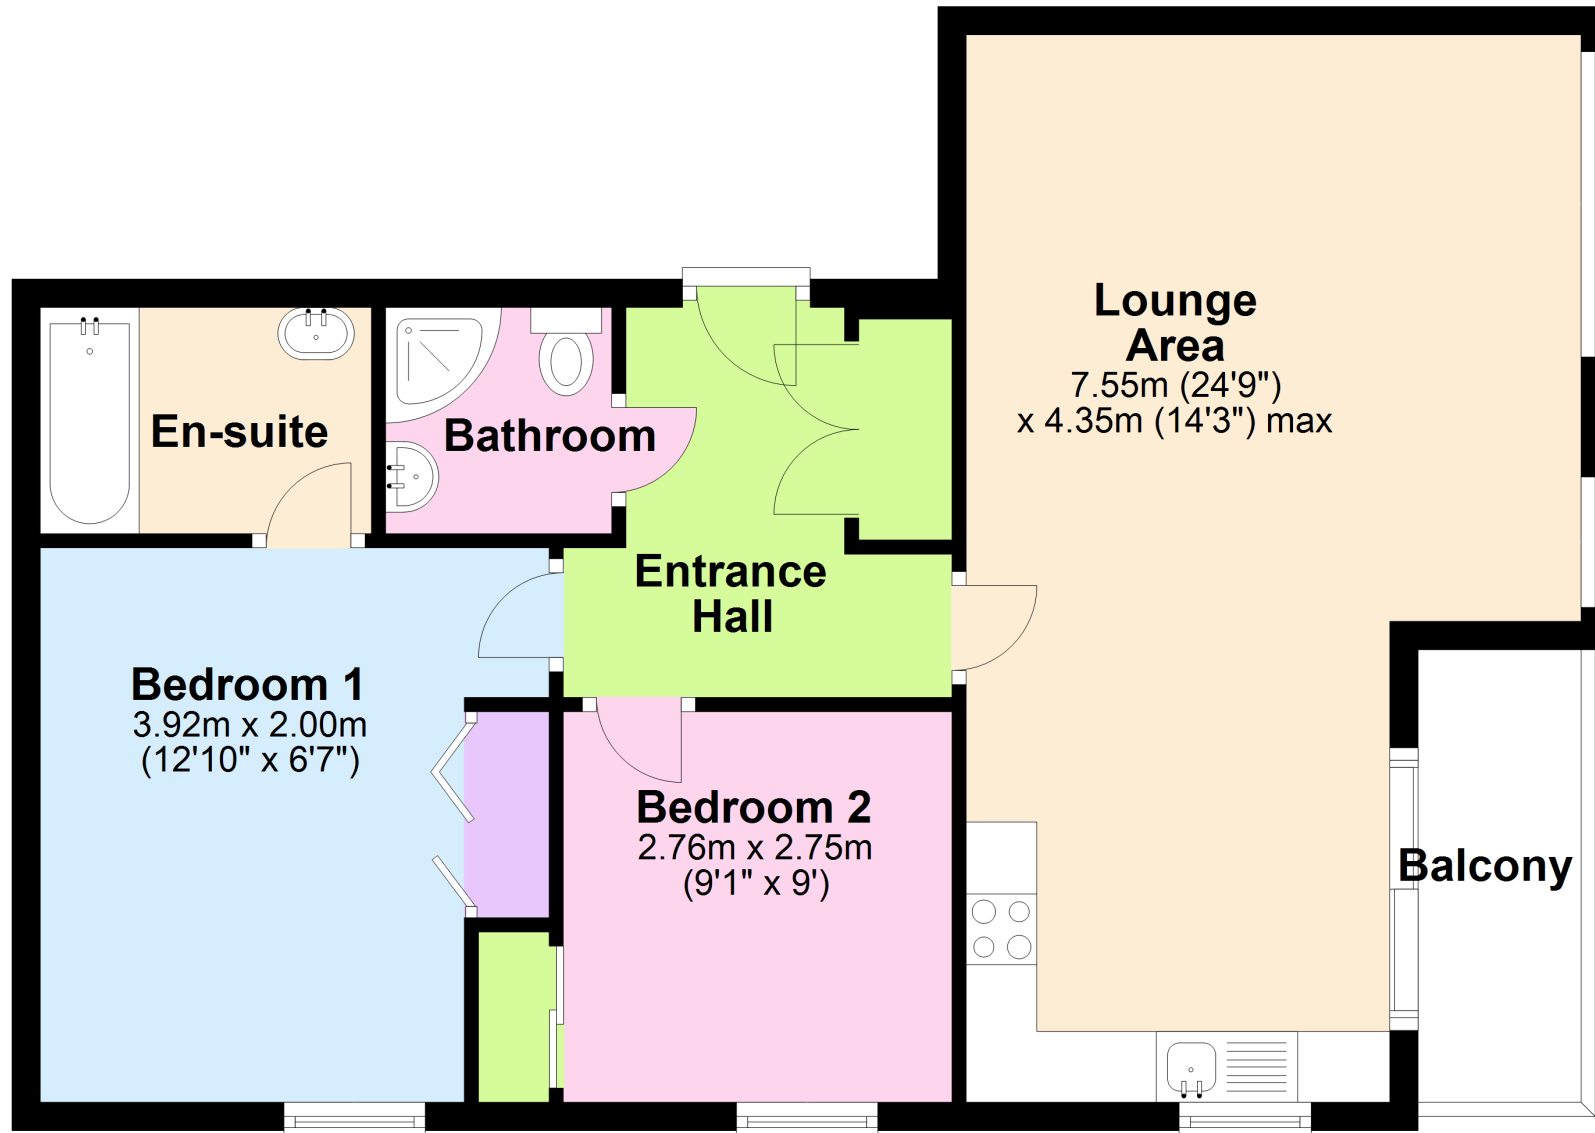 Lounge
Area
7.55m (24'9")
x 4.35m (14'3") max
En-suite
Bathroom
Entrance
Hall
Bedroom 1
3.92m x 2.00m
(12'10" x 6'7")
Bedroom 2
2.76m x 2.75m
(9'1" x 9')
Balcony